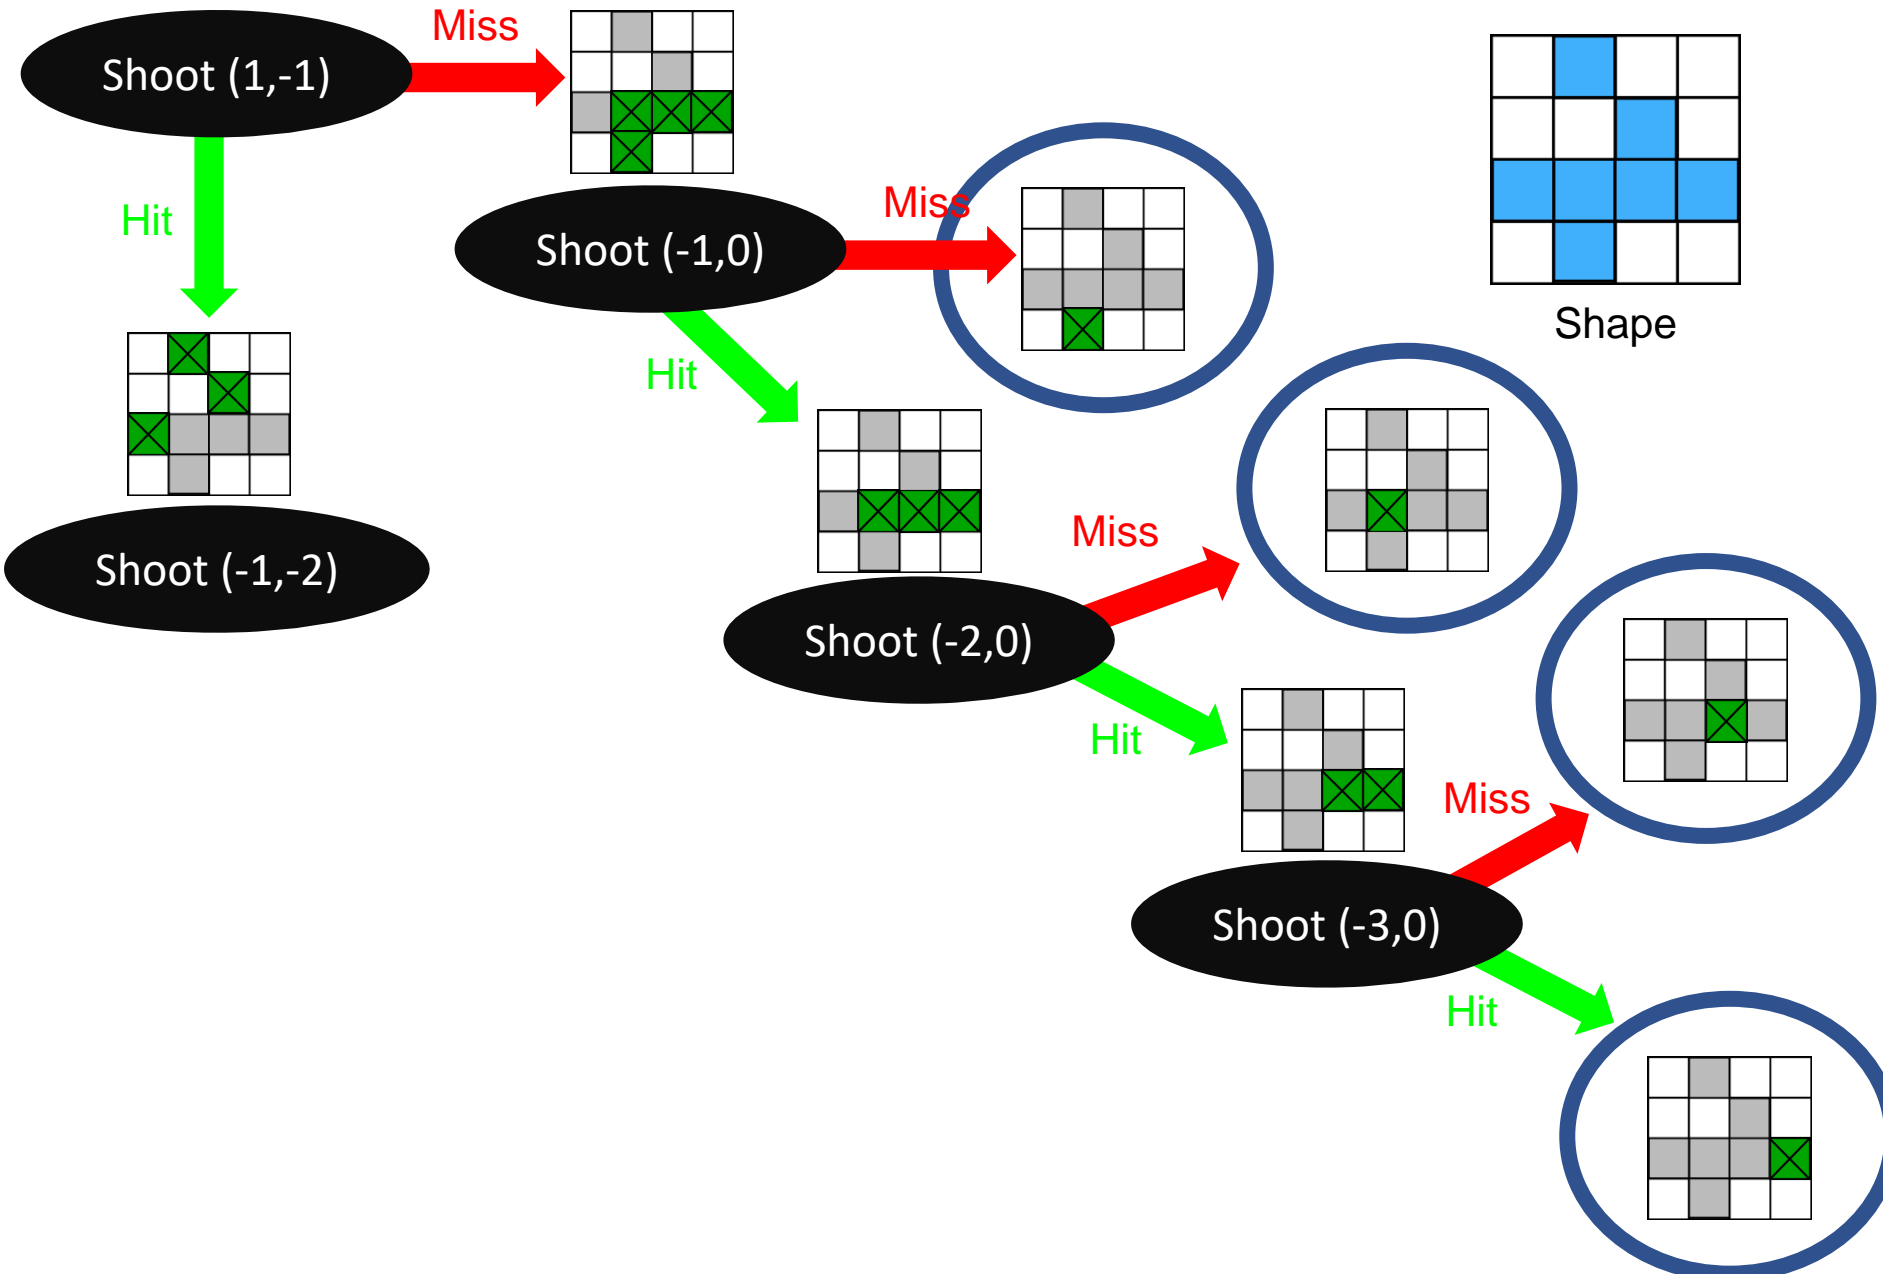 Miss
Shoot (1,-1)
Hit
Miss
Shoot (-1,0)
Shape
Hit
Miss
Shoot (-1,-2)
Shoot (-2,0)
Hit
Miss
Shoot (-3,0)
Hit